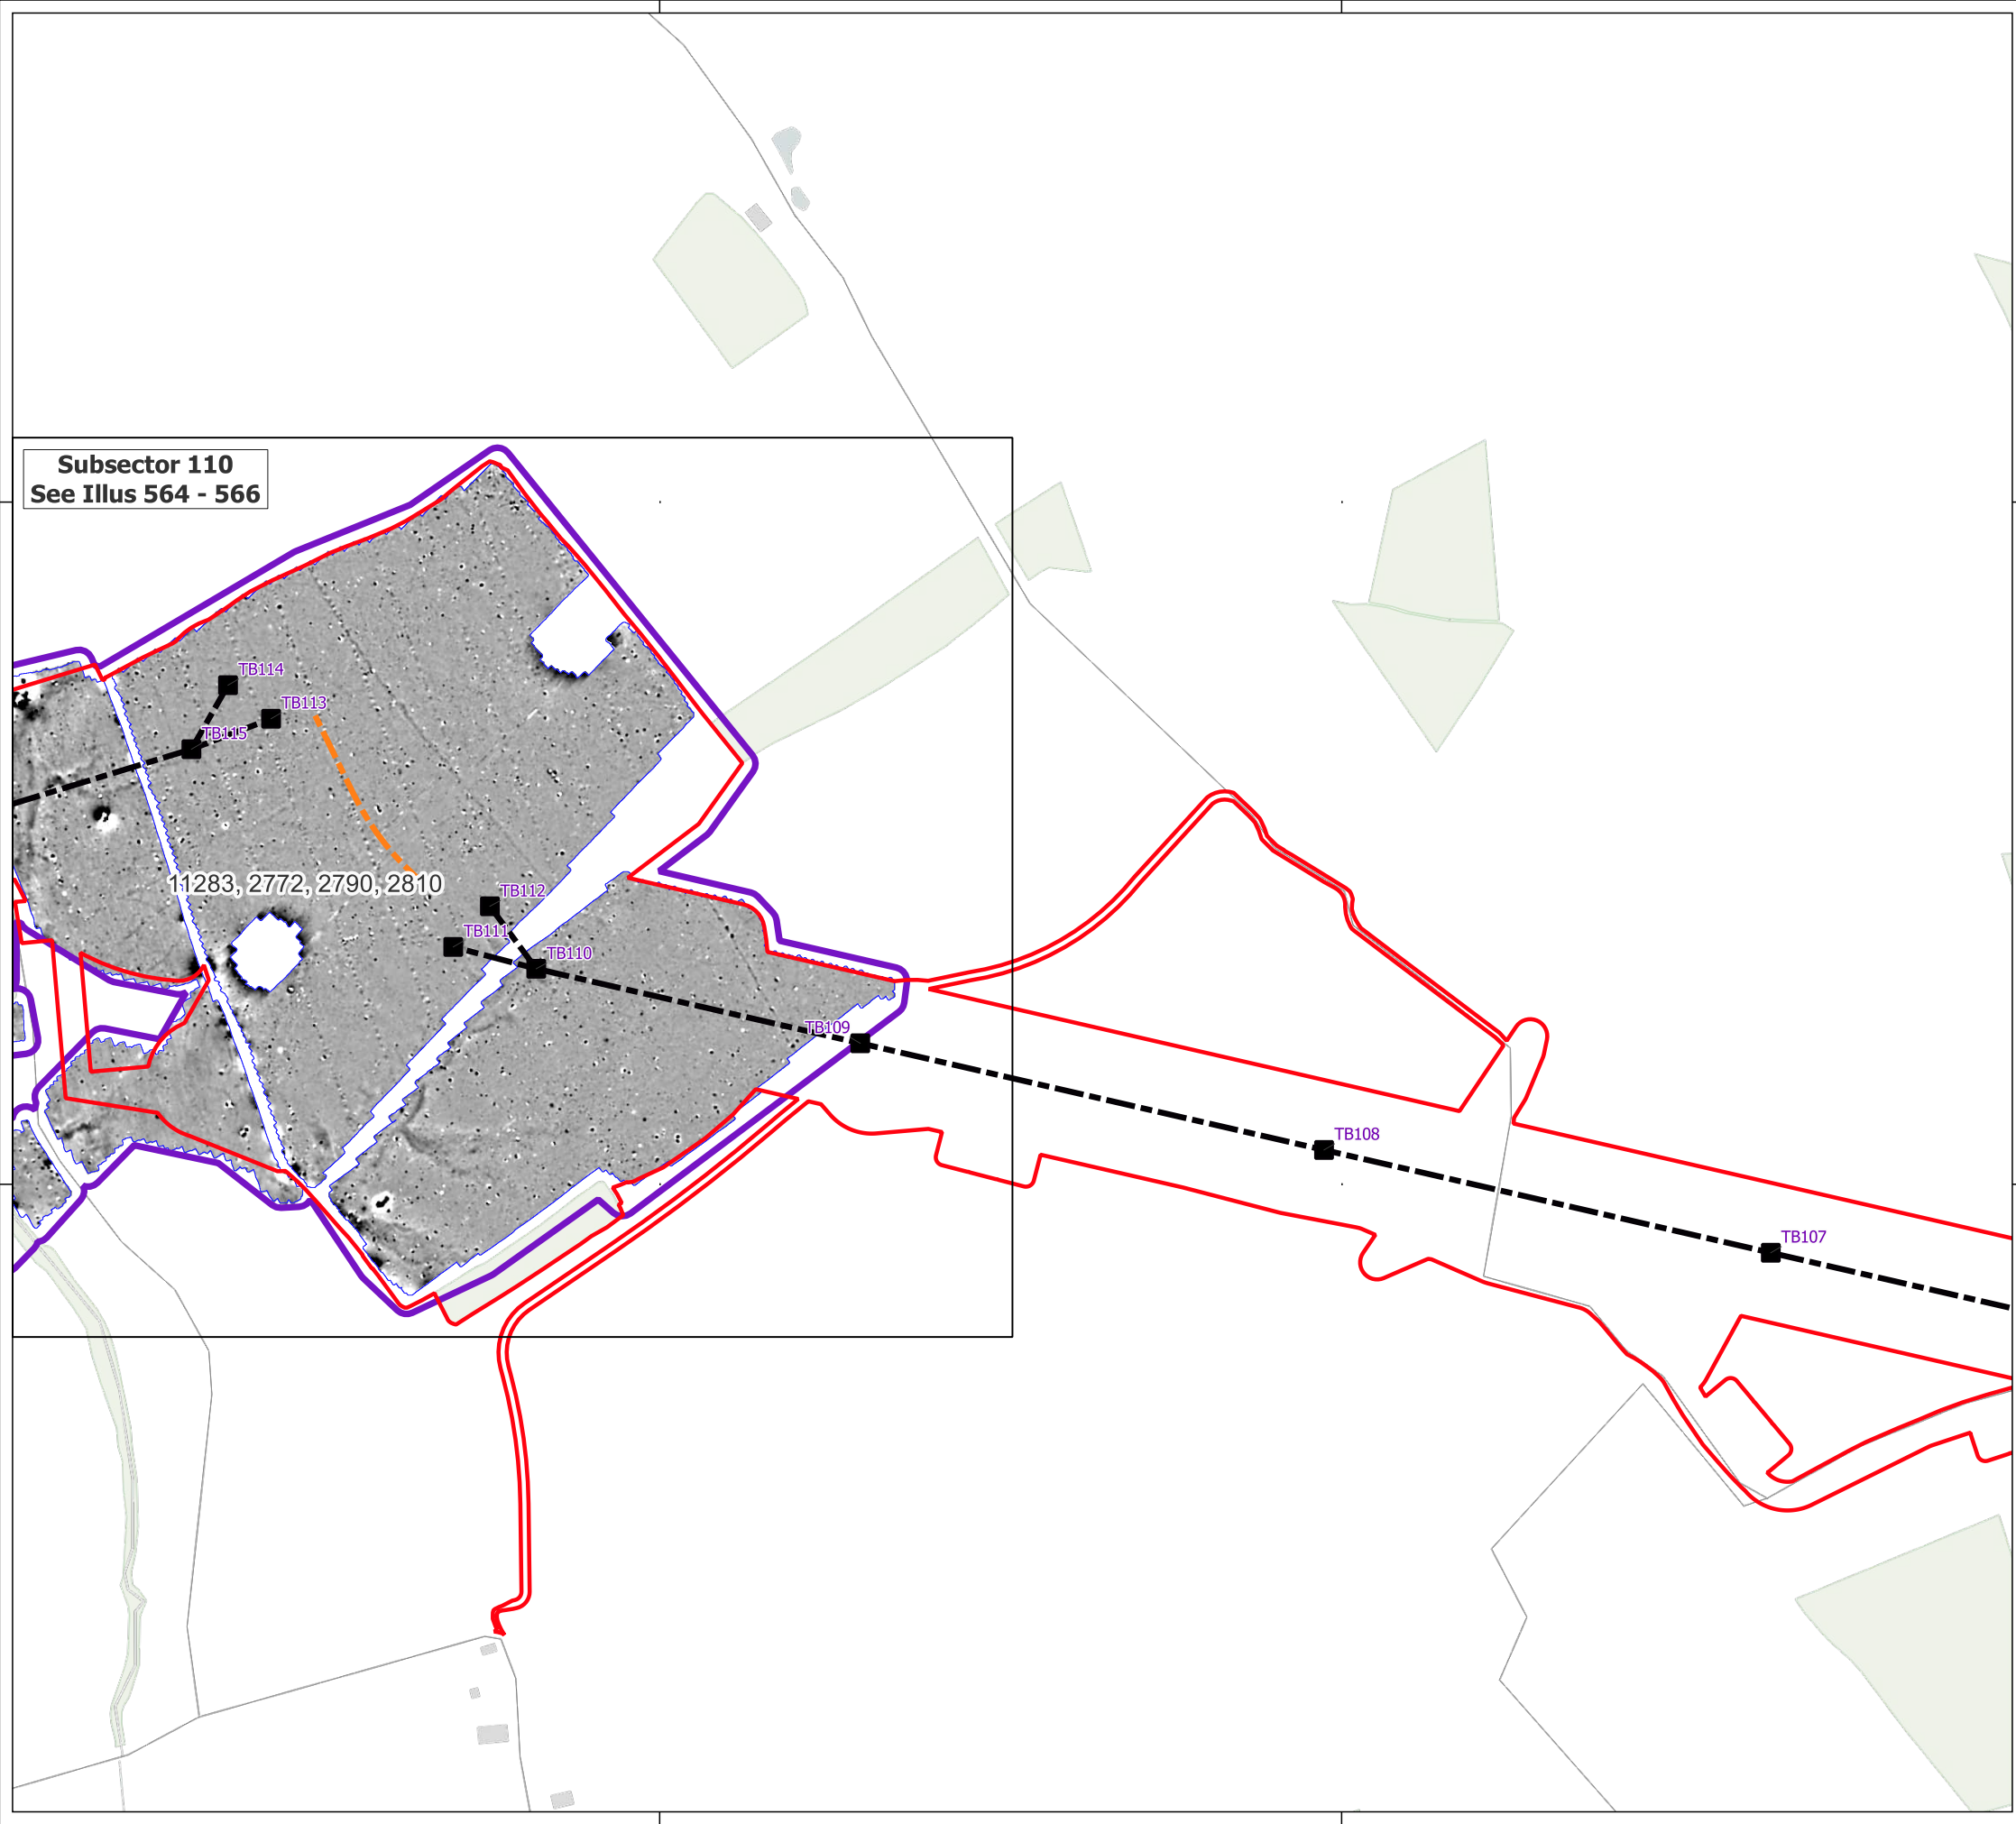 Subsector 110
See Illus 564 - 566
TB114
TB113
TB115
11283, 2772, 2790, 2810
TB112
TB111
TB110
TB109
TB108
TB107